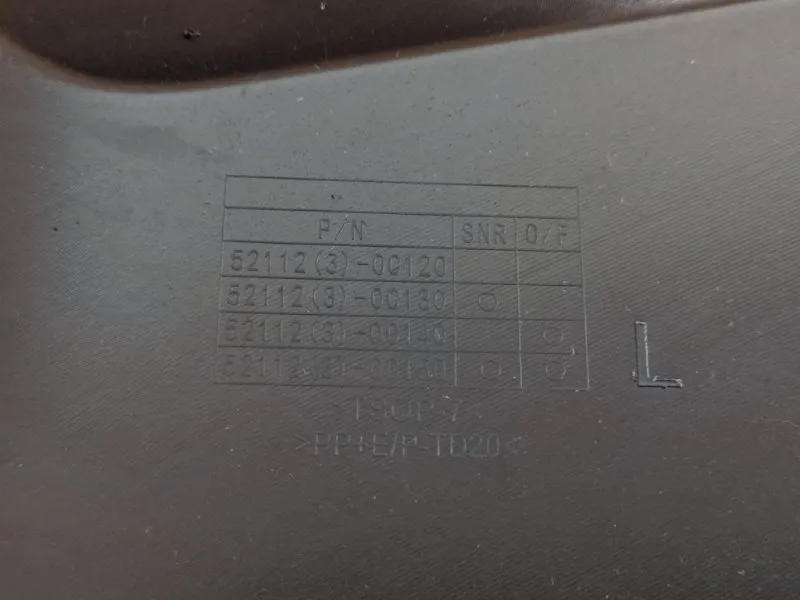 P/N SNR O/F
52112(3)-0C120
52112(3)-0C130 ○
○
○ ○
L
>TSOP-7<
>PP+E/P-TD20<